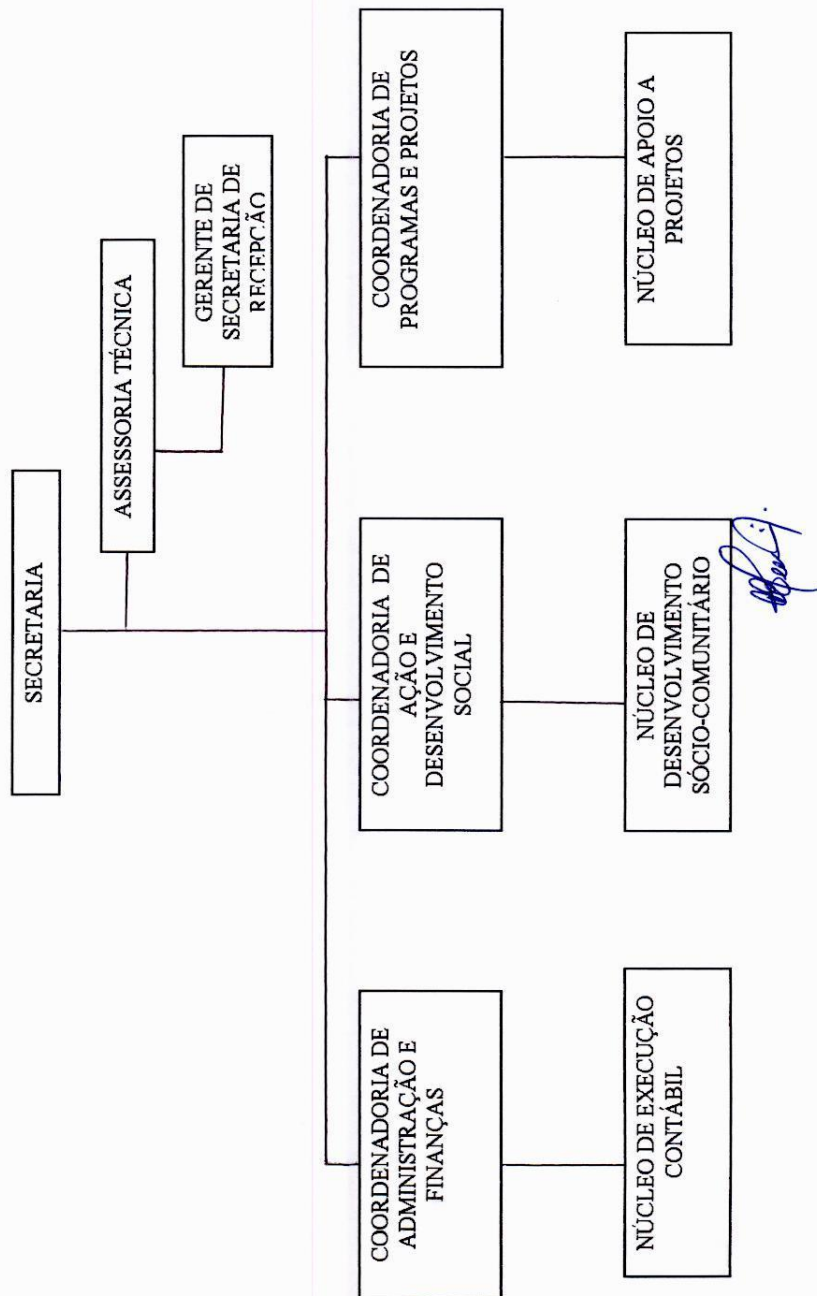 SECRETARIA
ASSESSORIA TÉCNICA
GERENTE DE
SECRETARIA DE
RECEPÇÃO
COORDENADORIA DE
ADMINISTRAÇÃO E
FINANÇAS
COORDENADORIA DE
AÇÃO E
DESENVOLVIMENTO
SOCIAL
COORDENADORIA DE
PROGRAMAS E PROJETOS
NÚCLEO DE EXECUÇÃO
CONTÁBIL
NÚCLEO DE
DESENVOLVIMENTO
SÓCIO-COMUNITÁRIO
NÚCLEO DE APOIO A
PROJETOS